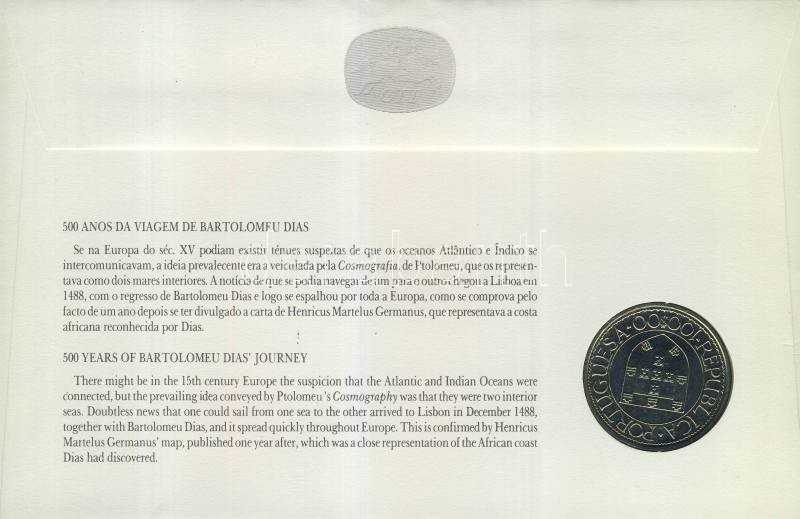 CTT
500 ANOS DA VIAGEM DE BARTOLOMEU DIAS
Se na Europa do séc. XV podiam existir ténues suspeitas de que os oceanos Atlântico e Índico se
intercomunicavam, a ideia prevalecente era a veiculada pela Cosmografia, de Ptolomeu, que os represen-
tava como dois mares interiores. A notícia de que se podia navegar de um para o outro chegou a Lisboa em
1488, com o regresso de Bartolomeu Dias e logo se espalhou por toda a Europa, como se comprova pelo
facto de um ano depois se ter divulgado a carta de Henricus Martelus Germanus, que representava a costa
africana reconhecida por Dias.
500 YEARS OF BARTOLOMEU DIAS' JOURNEY
There might be in the 15th century Europe the suspicion that the Atlantic and Indian Oceans were
connected, but the prevailing idea conveyed by Ptolomeu 's Cosmography was that they were two interior
seas. Doubtless news that one could sail from one sea to the other arrived to Lisbon in December 1488,
together with Bartolomeu Dias, and it spread quickly throughout Europe. This is confirmed by Henricus
Martelus Germanus' map, published one year after, which was a close representation of the African coast
Dias had discovered.
REPUBLICA·PORTUGUESA·100$00·